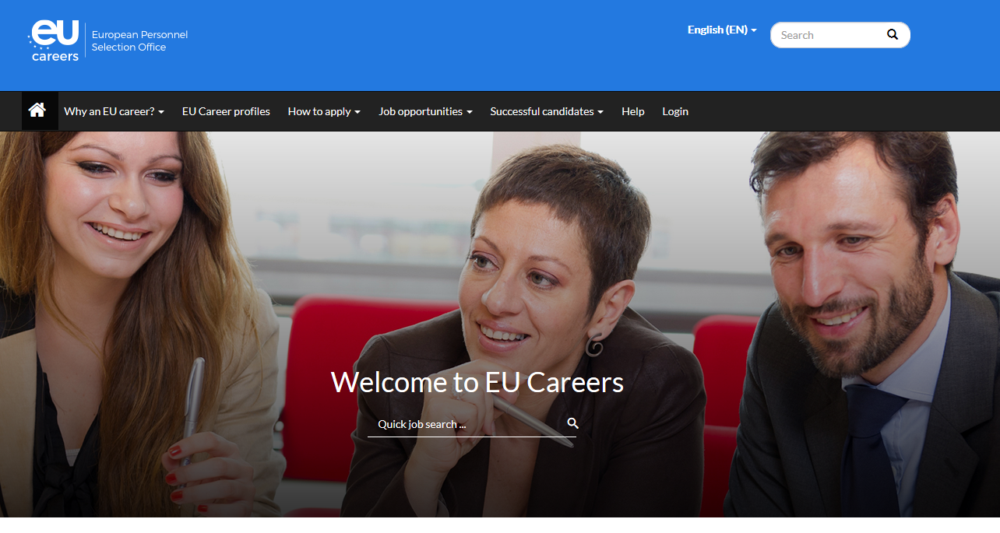 eu
careers
European Personnel
Selection Office
English (EN)
Search
Why an EU career?
EU Career profiles
How to apply
Job opportunities
Successful candidates
Help
Login
Welcome to EU Careers
Quick job search ...